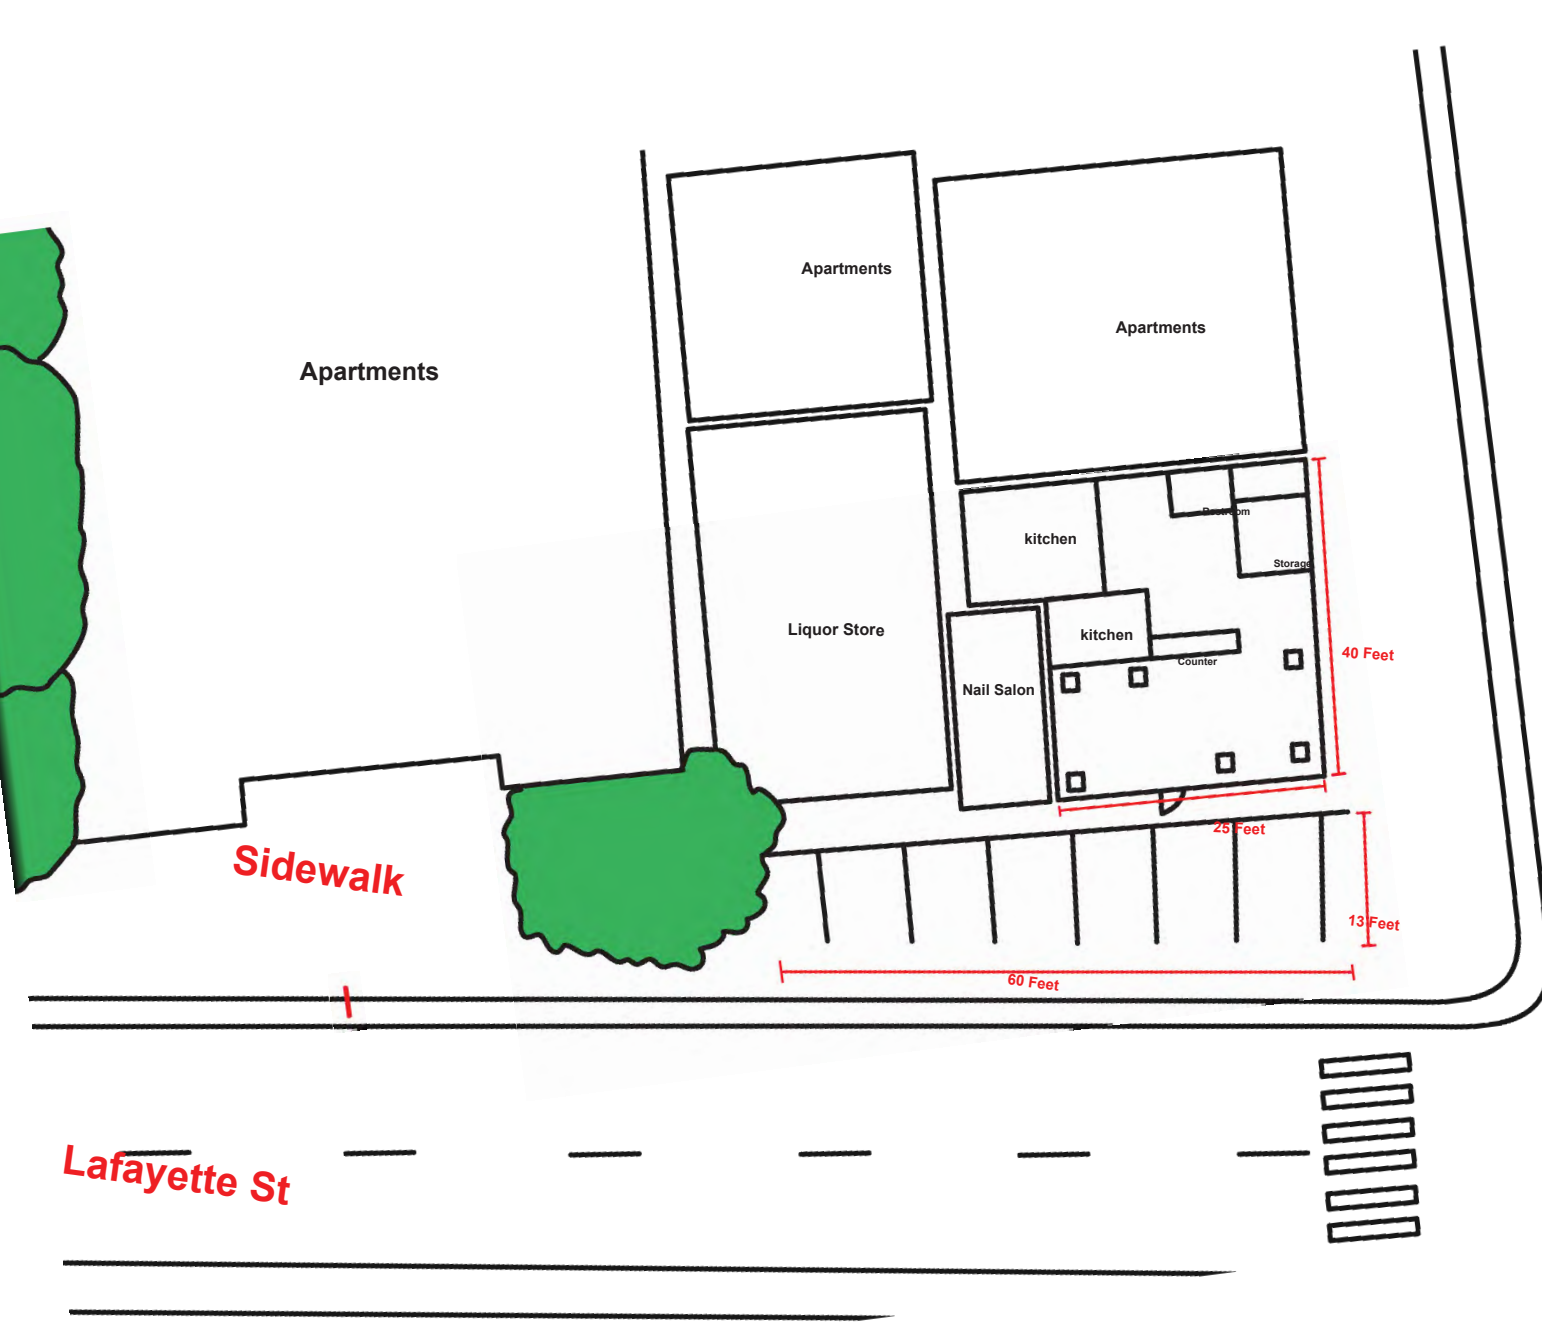 Apartments
Apartments
Apartments
kitchen
Restroom
Storage
Liquor Store
kitchen
Counter
Nail Salon
40 Feet
25 Feet
Sidewalk
13 Feet
60 Feet
Lafayette St